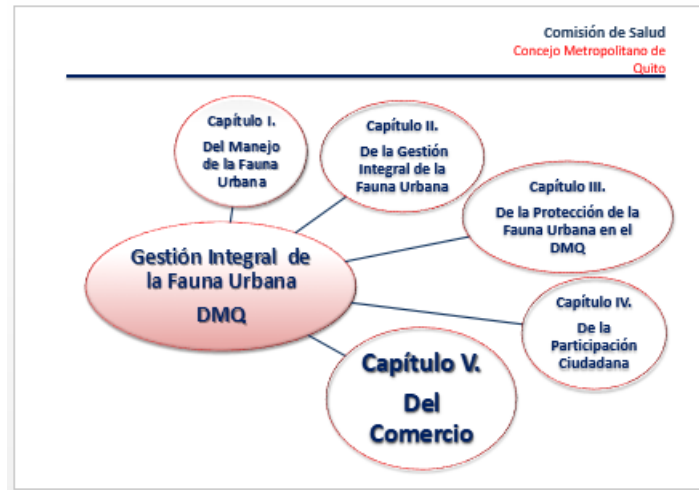 Comisión de Salud
Concejo Metropolitano de
Quito
Capítulo I.
Del Manejo
de la Fauna
Urbana
Capítulo II.
De la Gestión
Integral de la
Fauna Urbana
Capítulo III.
De la Protección de la
Fauna Urbana en el
DMQ
Gestión Integral de
la Fauna Urbana
DMQ
Capítulo IV.
De la
Participación
Ciudadana
Capítulo V.
Del
Comercio